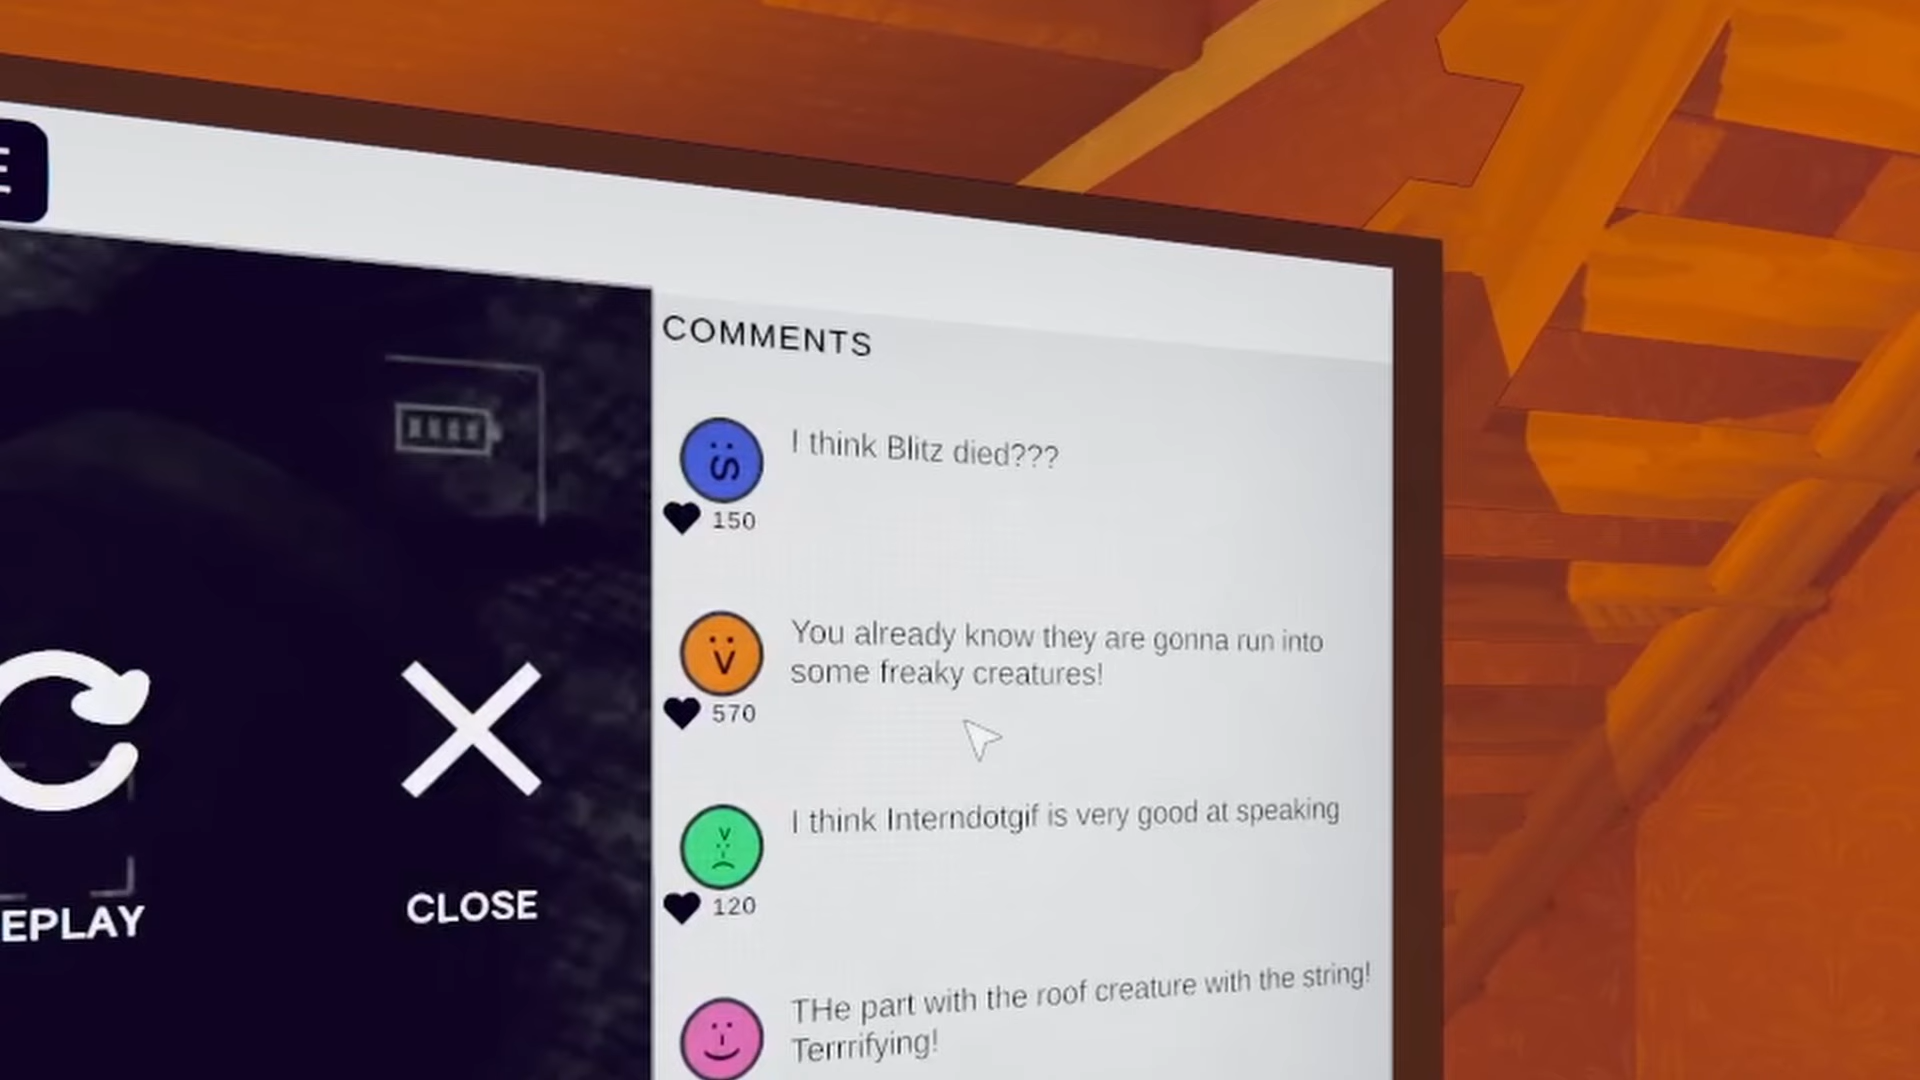 E
COMMENTS
I think Blitz died???
150
You already know they are gonna run into
some freaky creatures!
570
I think Interndotgif is very good at speaking
120
THe part with the roof creature with the string!
Terrrifying!
EPLAY
CLOSE